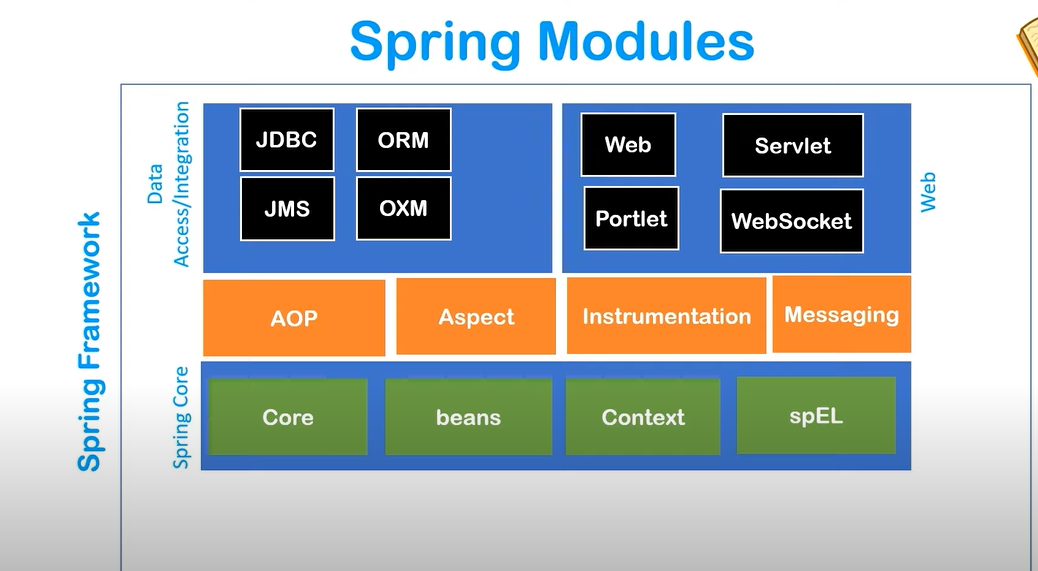 Spring Modules
Spring Framework
Data
Access/Integration
JDBC
ORM
JMS
OXM
Web
Servlet
Portlet
WebSocket
Web
AOP
Aspect
Instrumentation
Messaging
Spring Core
Core
beans
Context
spEL